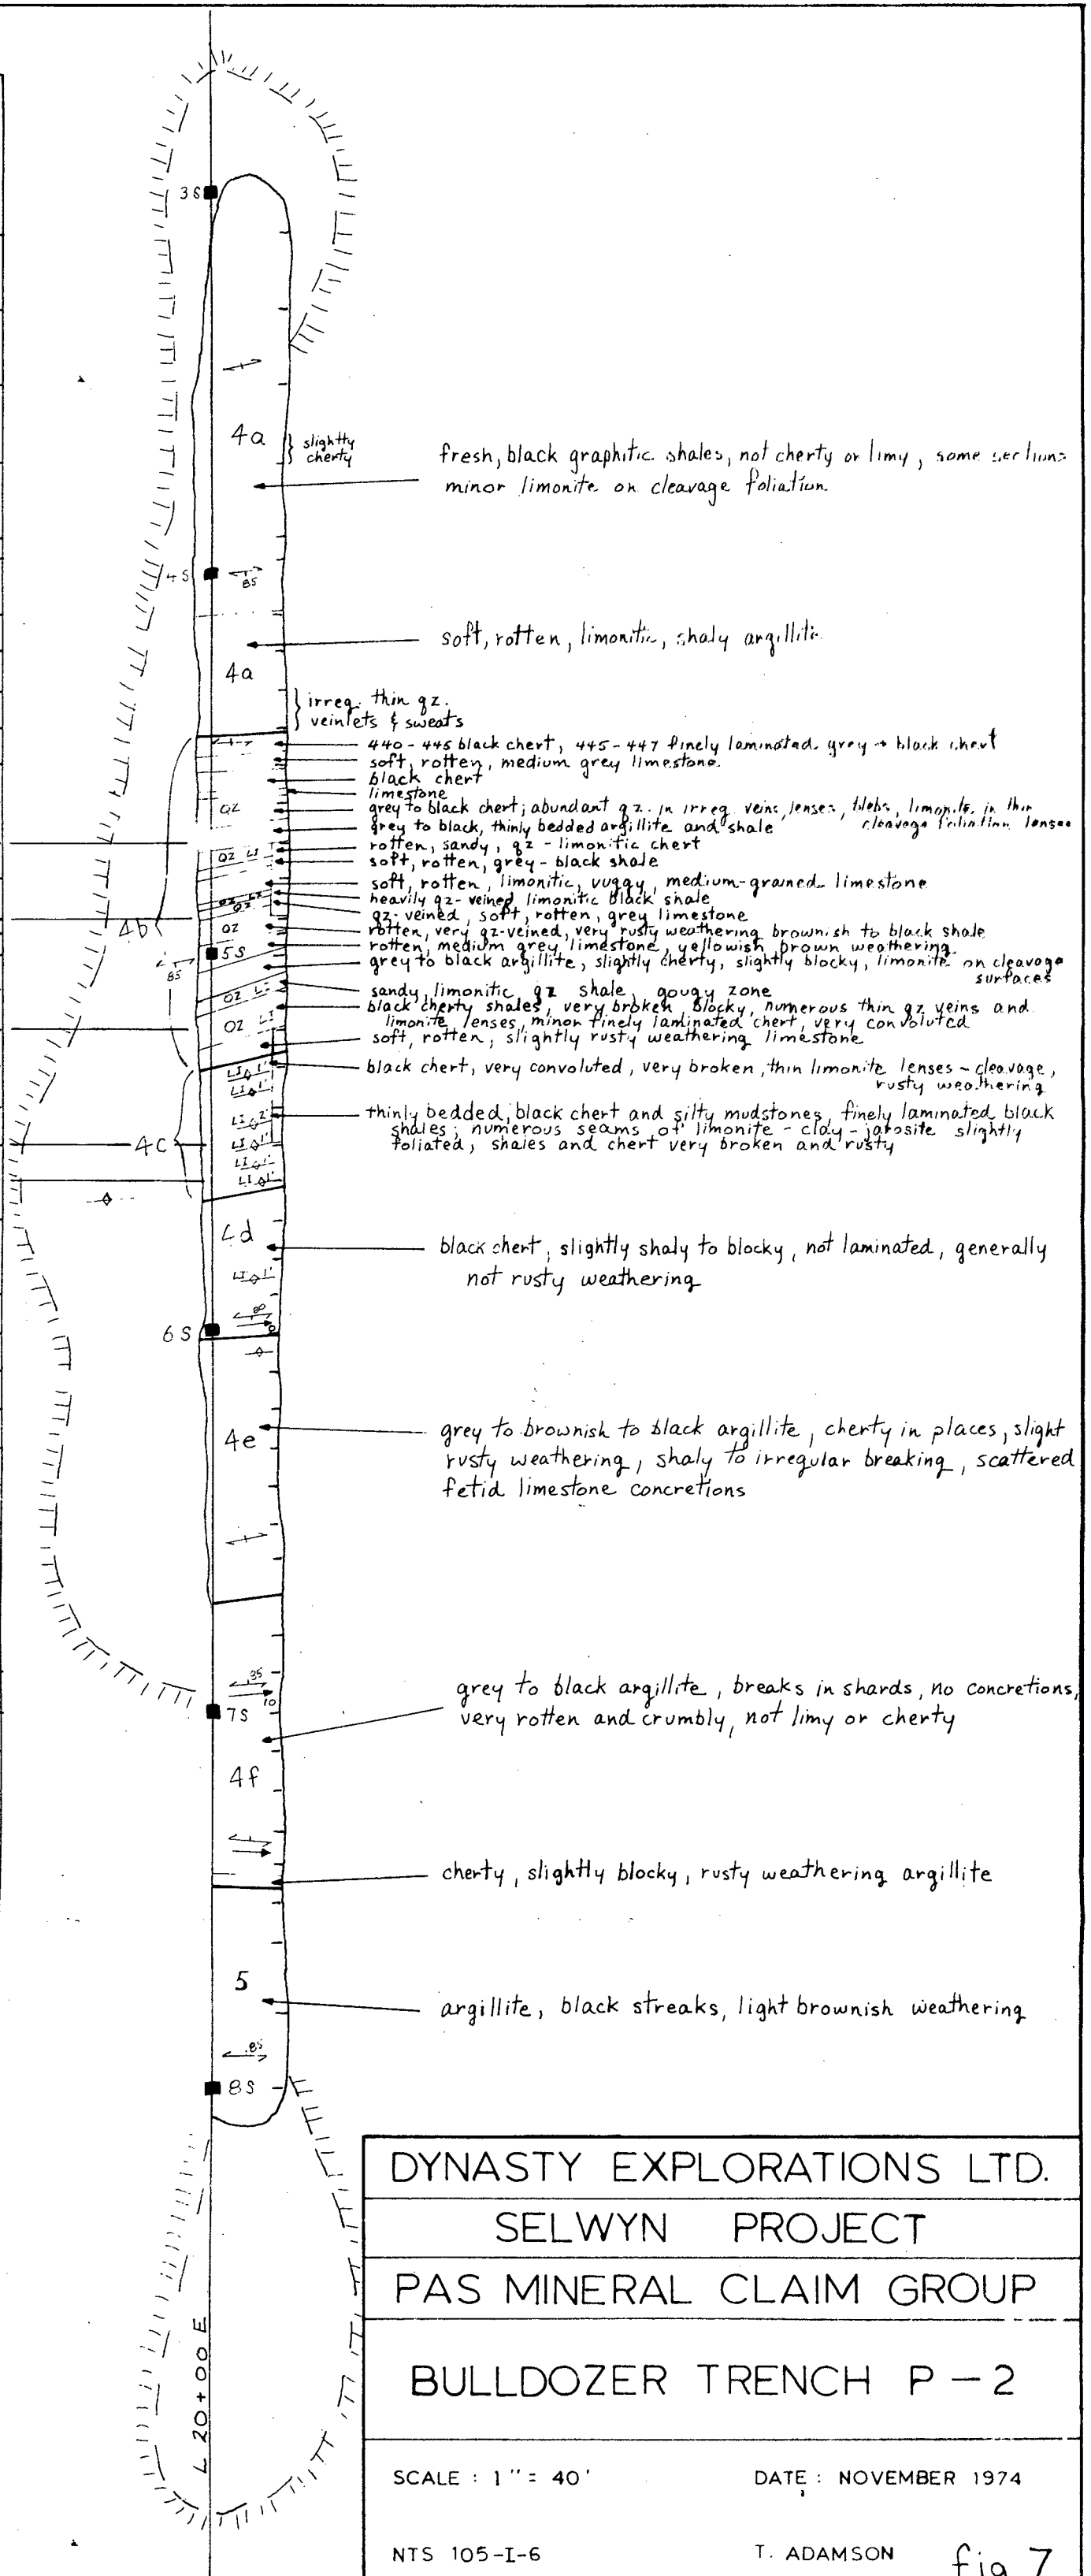 3S
4a
slightly
cherty
fresh, black graphitic shales, not cherty or limy, some sections
minor limonite on cleavage foliation
4S
85
soft, rotten, limonitic, shaly argillite
4a
irreg. thin qz.
veinlets & sweats
440-445 black chert, 445-447 finely laminated grey → black chert
soft, rotten, medium grey limestone
black chert
limestone
QZ
grey to black chert; abundant qz. in irreg. veins, lenses, blebs, limonite in thin
cleavage foliation lenses
grey to black, thinly bedded argillite and shale
rotten, sandy, qz - limonitic chert
QZ LI
soft, rotten, grey-black shale
soft, rotten, limonitic, vuggy, medium-grained limestone
heavily qz-veined limonitic black shale
qz-veined, soft, rotten, grey limestone
4b
QZ
rotten, very qz-veined, very rusty weathering brownish to black shale
5S
rotten, medium grey limestone, yellowish brown weathering
85
grey to black argillite, slightly cherty, slightly blocky, limonite on cleavage
surfaces
QZ LI
sandy, limonitic qz shale, gougy zone
black cherty shales, very broken blocky, numerous thin qz veins and
QZ LI
limonite lenses, minor finely laminated chert, very convoluted
soft, rotten, slightly rusty weathering limestone
black chert, very convoluted, very broken, thin limonite lenses - cleavage,
rusty weathering
thinly bedded, black chert and silty mudstones, finely laminated black
shales; numerous seams of limonite - clay - jarosite slightly
4C
foliated, shales and chert very broken and rusty
4d
black chert, slightly shaly to blocky, not laminated, generally
not rusty weathering
80
6S
4e
grey to brownish to black argillite, cherty in places, slight
rusty weathering, shaly to irregular breaking, scattered
fetid limestone concretions
35
10
7S
grey to black argillite, breaks in shards, no concretions,
very rotten and crumbly, not limy or cherty
4f
cherty, slightly blocky, rusty weathering argillite
5
argillite, black streaks, light brownish weathering
85
8S
L 20+00 E
DYNASTY EXPLORATIONS LTD.
SELWYN PROJECT
PAS MINERAL CLAIM GROUP
BULLDOZER TRENCH P-2
SCALE : 1" = 40'
DATE : NOVEMBER 1974
NTS 105-I-6
T. ADAMSON
fig 7